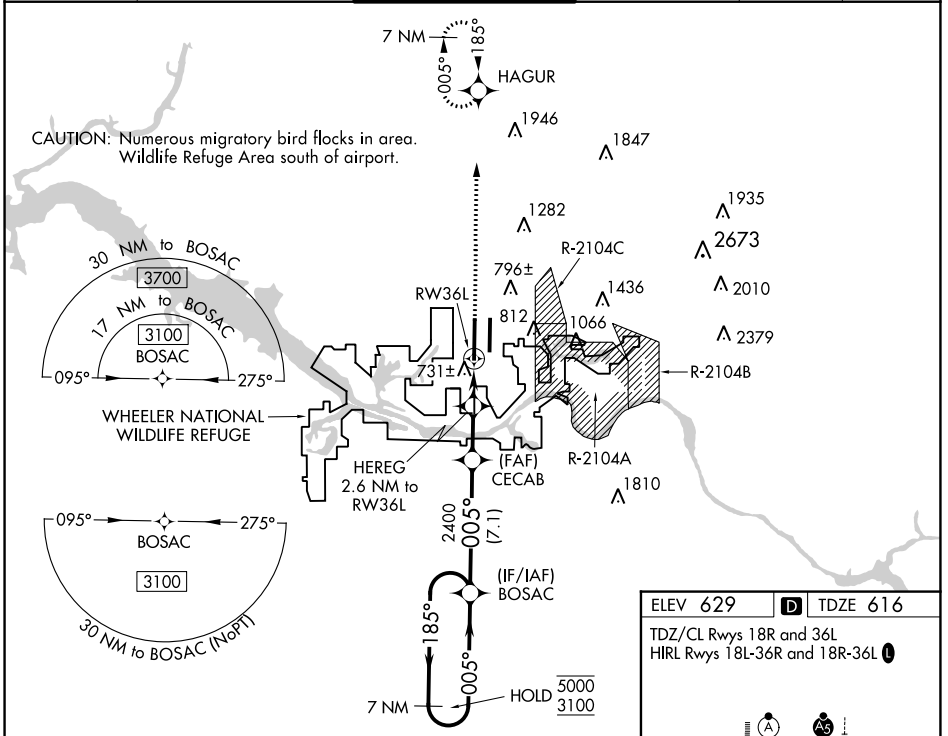 7 NM
185°
005°
HAGUR
CAUTION: Numerous migratory bird flocks in area.
Wildlife Refuge Area south of airport.
1946
1847
1935
1282
2673
30 NM to BOSAC
3700
17 NM to BOSAC
3100
BOSAC
095°
275°
R-2104C
796±
1436
2010
RW36L
812
1066
2379
731±
R-2104B
WHEELER NATIONAL
WILDLIFE REFUGE
HEREG
2.6 NM to
RW36L
(FAF)
CECAB
R-2104A
1810
095°
275°
BOSAC
3100
30 NM to BOSAC (NoPT)
2400
005°
(7.1)
(IF/IAF)
BOSAC
185°
005°
7 NM
HOLD
5000
3100
ELEV 629
D
TDZE 616
TDZ/CL Rwys 18R and 36L
HIRL Rwys 18L-36R and 18R-36L L
A
A5